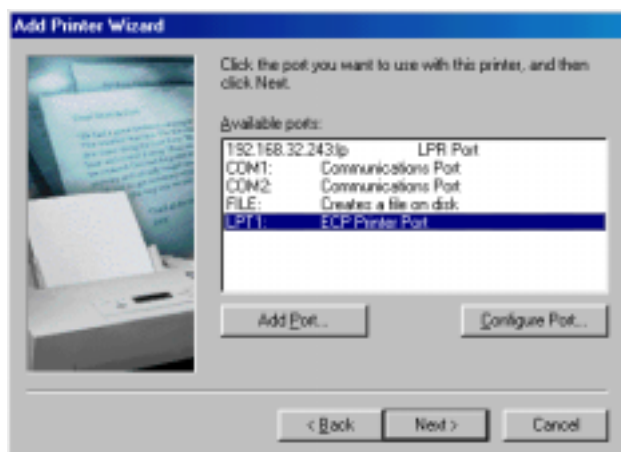 Add Printer Wizard
Click the port you want to use with this printer, and then
click Next.
Available ports:
192.168.32.243:lp LPR Port
COM1: Communications Port
COM2: Communications Port
FILE: Creates a file on disk
LPT1: ECP Printer Port
Add Port...
Configure Port...
< Back
Next >
Cancel